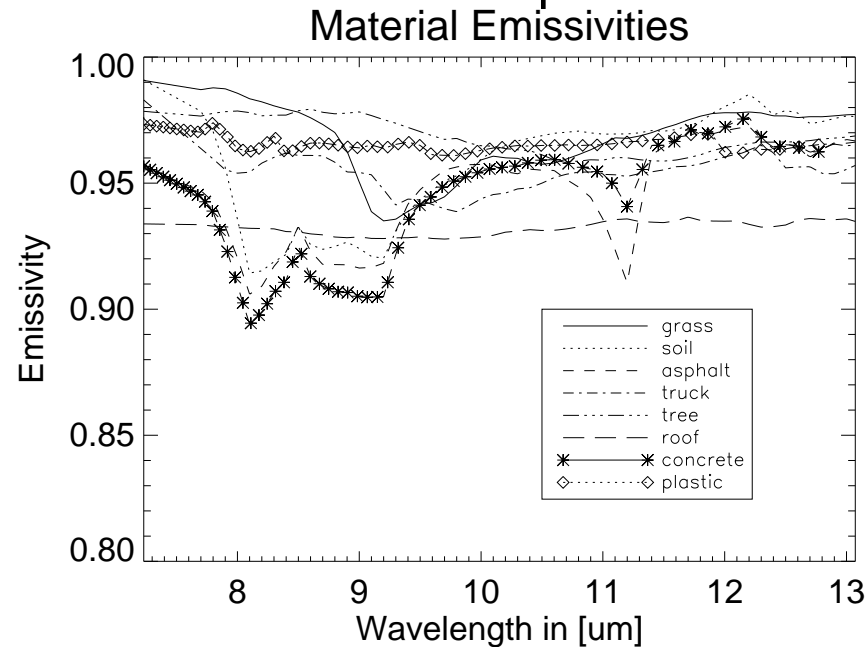 Material Emissivities
1.00
0.95
0.90
0.85
0.80
Emissivity
grass
soil
asphalt
truck
tree
roof
concrete
plastic
8 9 10 11 12 13
Wavelength in [um]